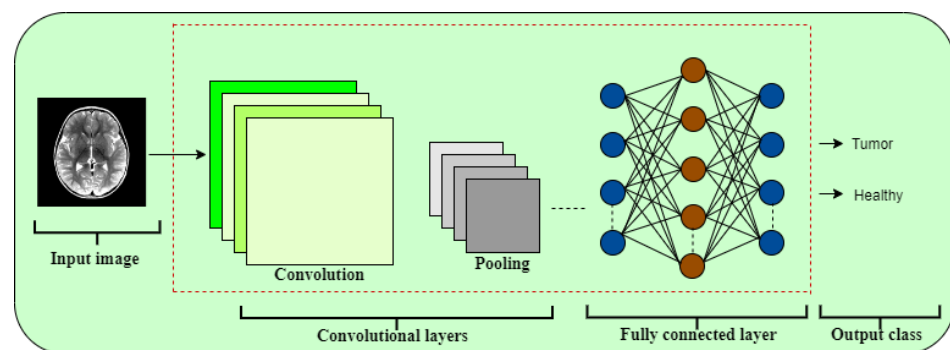 Tumor
Healthy
Input image
Convolution
Pooling
Convolutional layers
Fully connected layer
Output class